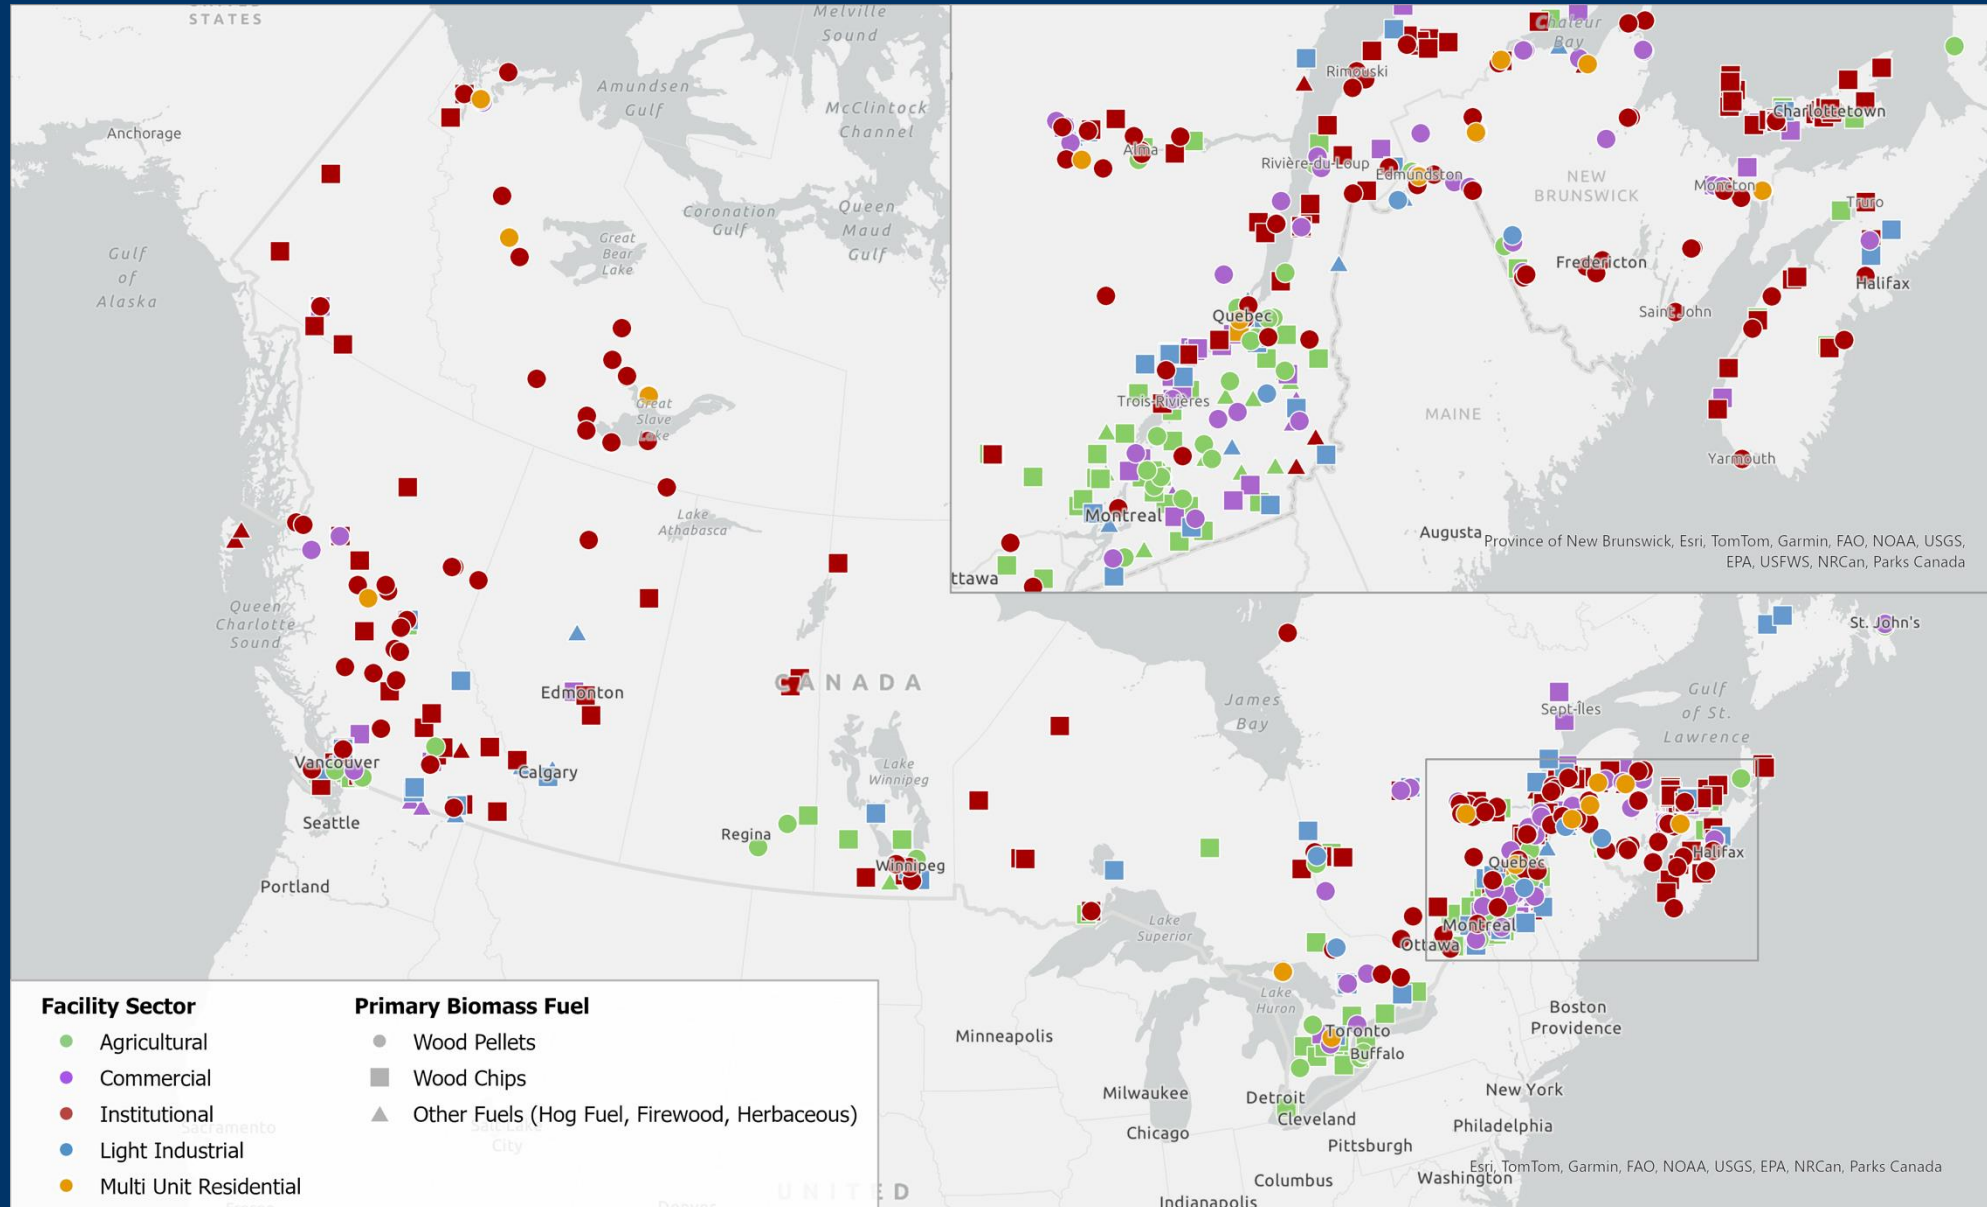 STATES
Melville
Sound
Amundsen
Gulf
McClintock
Channel
Anchorage
Queen
Maud
Gulf
Coronation
Gulf
Great
Bear
Lake
Gulf
of
Alaska
Great
Slave
Lake
Lake
Athabasca
Queen
Charlotte
Sound
Edmonton
CANADA
Vancouver
Calgary
Lake
Winnipeg
Seattle
Regina
Winnipeg
Portland
Chaleur
Bay
Rimouski
Charlottetown
Alma
Rivière-du-Loup
Edmundston
NEW
BRUNSWICK
Moncton
Truro
Fredericton
Halifax
Quebec
Saint John
Trois-Rivières
MAINE
Yarmouth
Montreal
Augusta
Province of New Brunswick, Esri, TomTom, Garmin, FAO, NOAA, USGS,
EPA, USFWS, NRCan, Parks Canada
ttawa
St. John's
James
Bay
Sept-Îles
Gulf
of St.
Lawrence
Quebec
Halifax
Lake
Superior
Montreal
Ottawa
Lake
Huron
Boston
Providence
Minneapolis
Toronto
Buffalo
Milwaukee
Detroit
New York
Cleveland
Chicago
Philadelphia
Pittsburgh
Columbus
Washington
Indianapolis
Esri, TomTom, Garmin, FAO, NOAA, USGS, EPA, NRCan, Parks Canada
UNITED
Facility Sector
Agricultural
Commercial
Institutional
Light Industrial
Multi Unit Residential
Primary Biomass Fuel
Wood Pellets
Wood Chips
Other Fuels (Hog Fuel, Firewood, Herbaceous)
Sacramento
Salt Lake
City